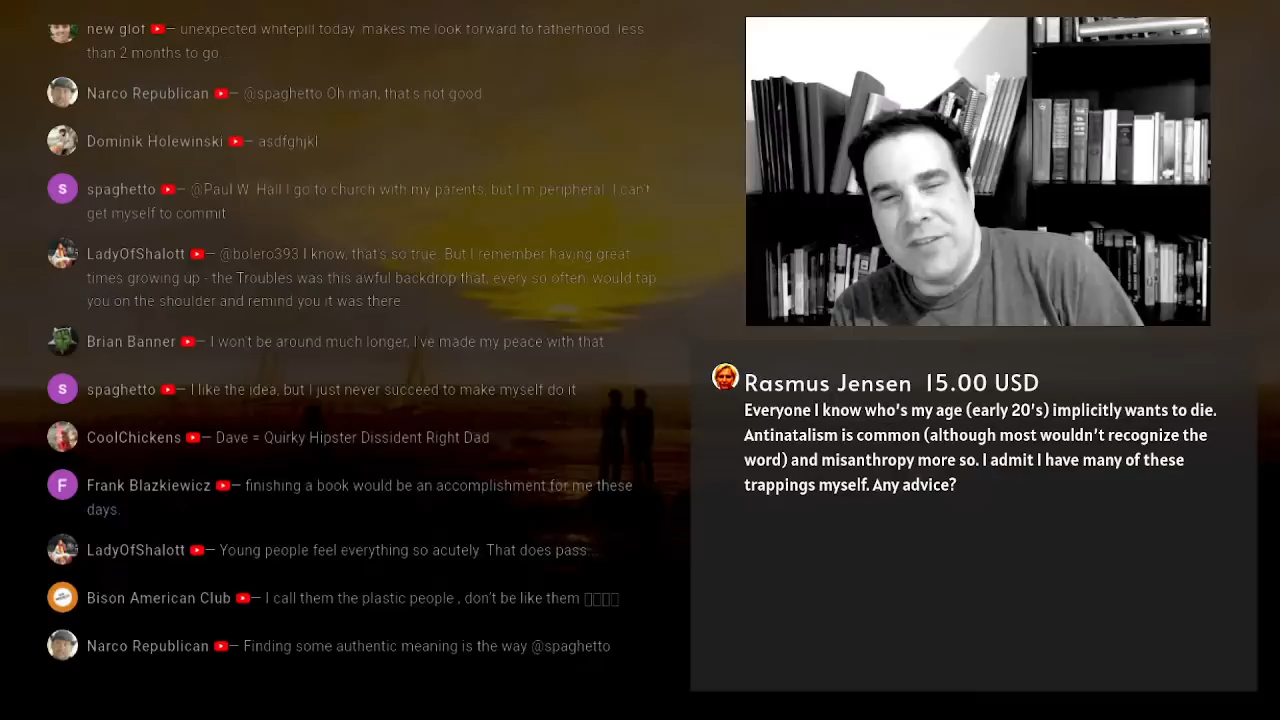 new glot — unexpected whitepill today. makes me look forward to fatherhood. less
than 2 months to go.
Narco Republican — @spaghetto Oh man, that's not good
Dominik Holewinski — asdfghjkl
S
spaghetto — @Paul W. Hall I go to church with my parents, but I'm peripheral. I can't
get myself to commit
LadyOfShalott — @bolero393 I know, that's so true. But I remember having great
times growing up - the Troubles was this awful backdrop that, every so often, would tap
you on the shoulder and remind you it was there
Brian Banner — I won't be around much longer, I've made my peace with that
S
spaghetto — I like the idea, but I just never succeed to make myself do it
CoolChickens — Dave = Quirky Hipster Dissident Right Dad
F
Frank Blazkiewicz — finishing a book would be an accomplishment for me these
days.
LadyOfShalott — Young people feel everything so acutely. That does pass...
Bison American Club — I call them the plastic people , don't be like them
Narco Republican — Finding some authentic meaning is the way @spaghetto
Rasmus Jensen 15.00 USD
Everyone I know who's my age (early 20's) implicitly wants to die.
Antinatalism is common (although most wouldn't recognize the
word) and misanthropy more so. I admit I have many of these
trappings myself. Any advice?